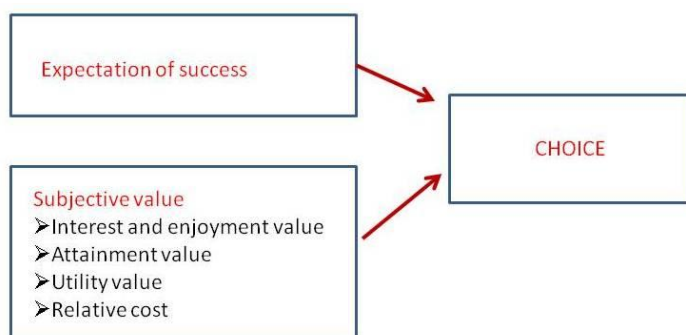 Expectation of success
CHOICE
Subjective value
➢Interest and enjoyment value
➢Attainment value
➢Utility value
➢Relative cost